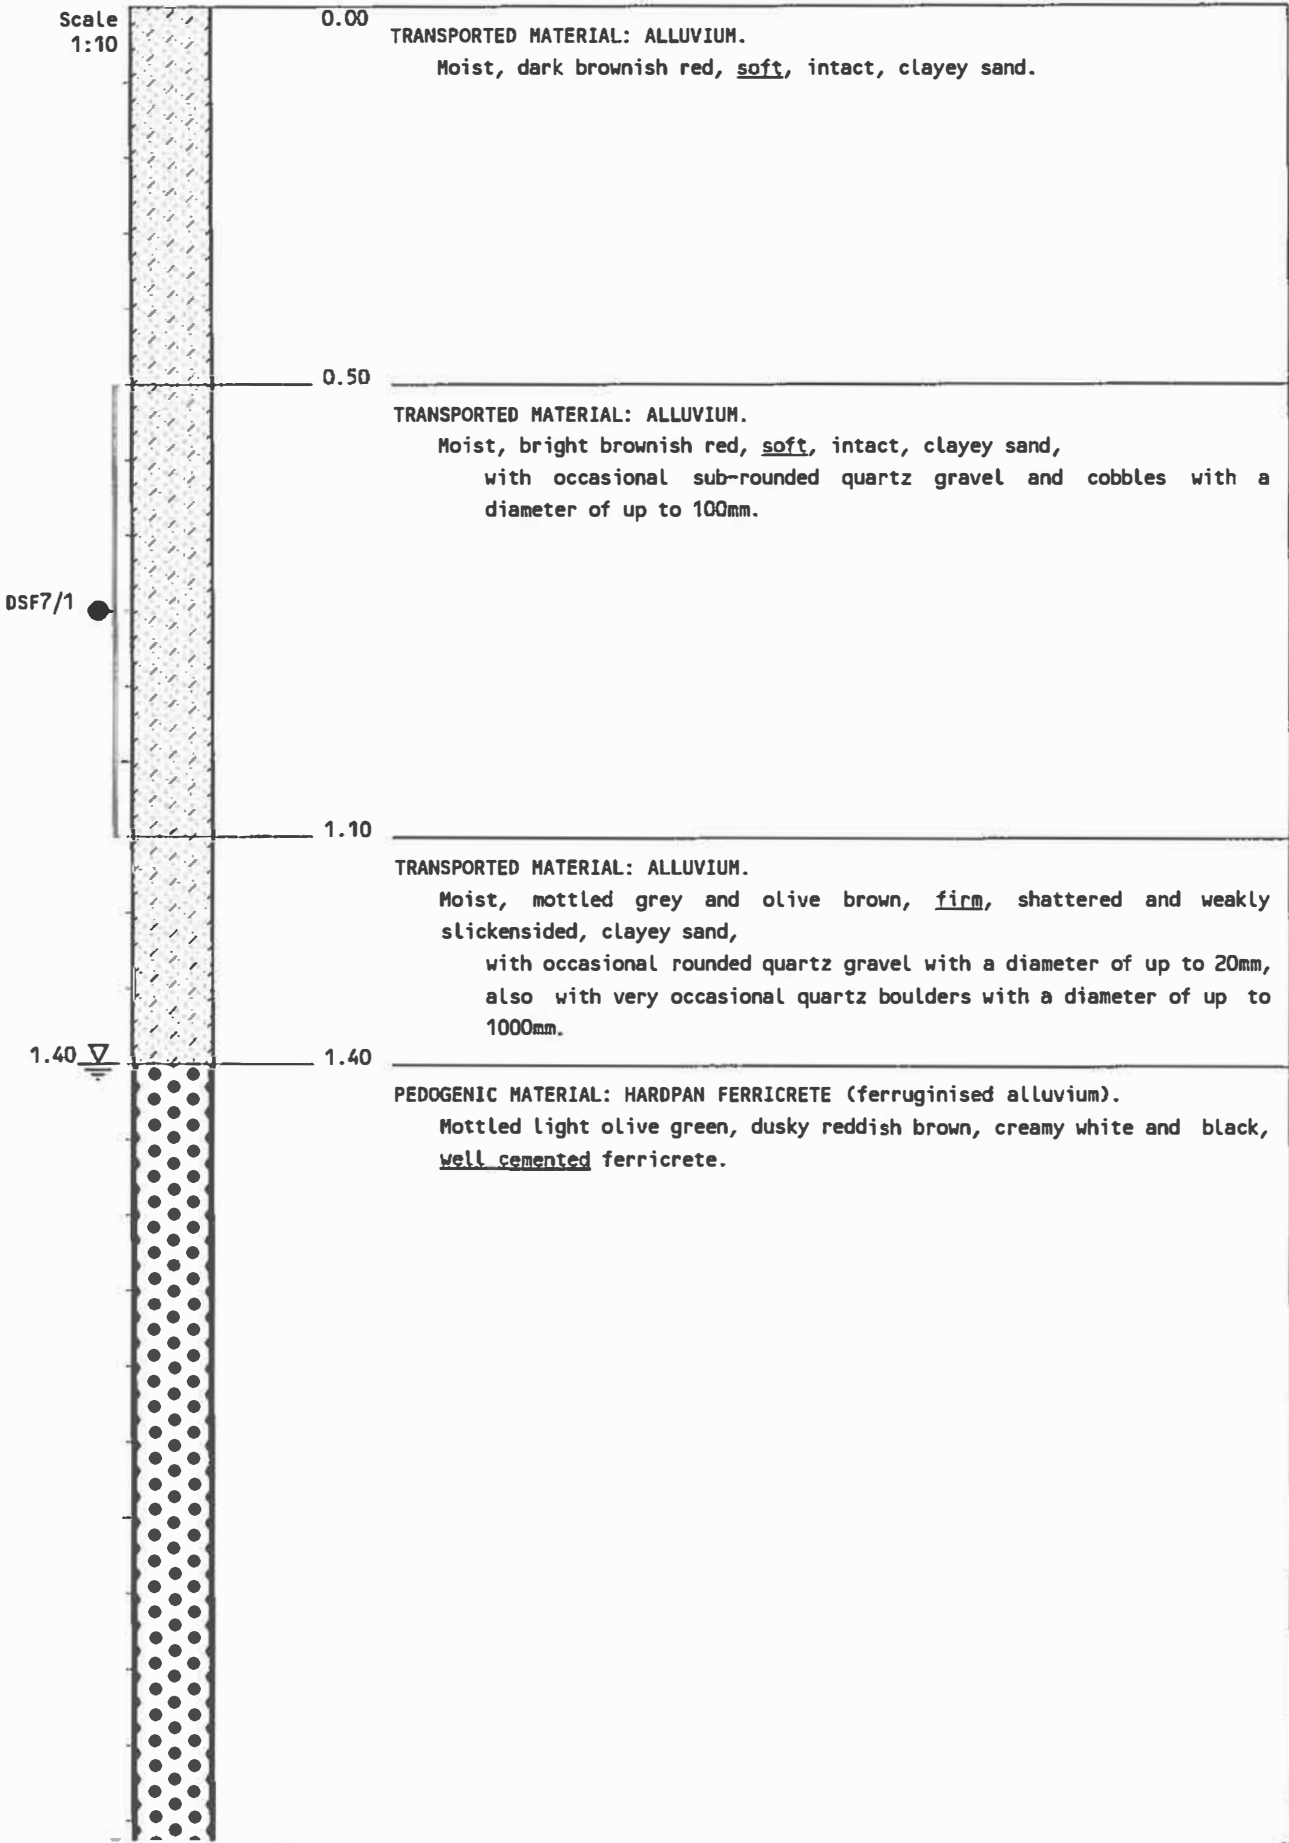 Scale
1:10
0.00
TRANSPORTED MATERIAL: ALLUVIUM.
Moist, dark brownish red, soft, intact, clayey sand.
0.50
TRANSPORTED MATERIAL: ALLUVIUM.
Moist, bright brownish red, soft, intact, clayey sand,
with occasional sub-rounded quartz gravel and cobbles with a
diameter of up to 100mm.
DSF7/1
1.10
TRANSPORTED MATERIAL: ALLUVIUM.
Moist, mottled grey and olive brown, firm, shattered and weakly
slickensided, clayey sand,
with occasional rounded quartz gravel with a diameter of up to 20mm,
also with very occasional quartz boulders with a diameter of up to
1000mm.
1.40
1.40
PEDOGENIC MATERIAL: HARDPAN FERRICRETE (ferruginised alluvium).
Mottled light olive green, dusky reddish brown, creamy white and black,
well cemented ferricrete.